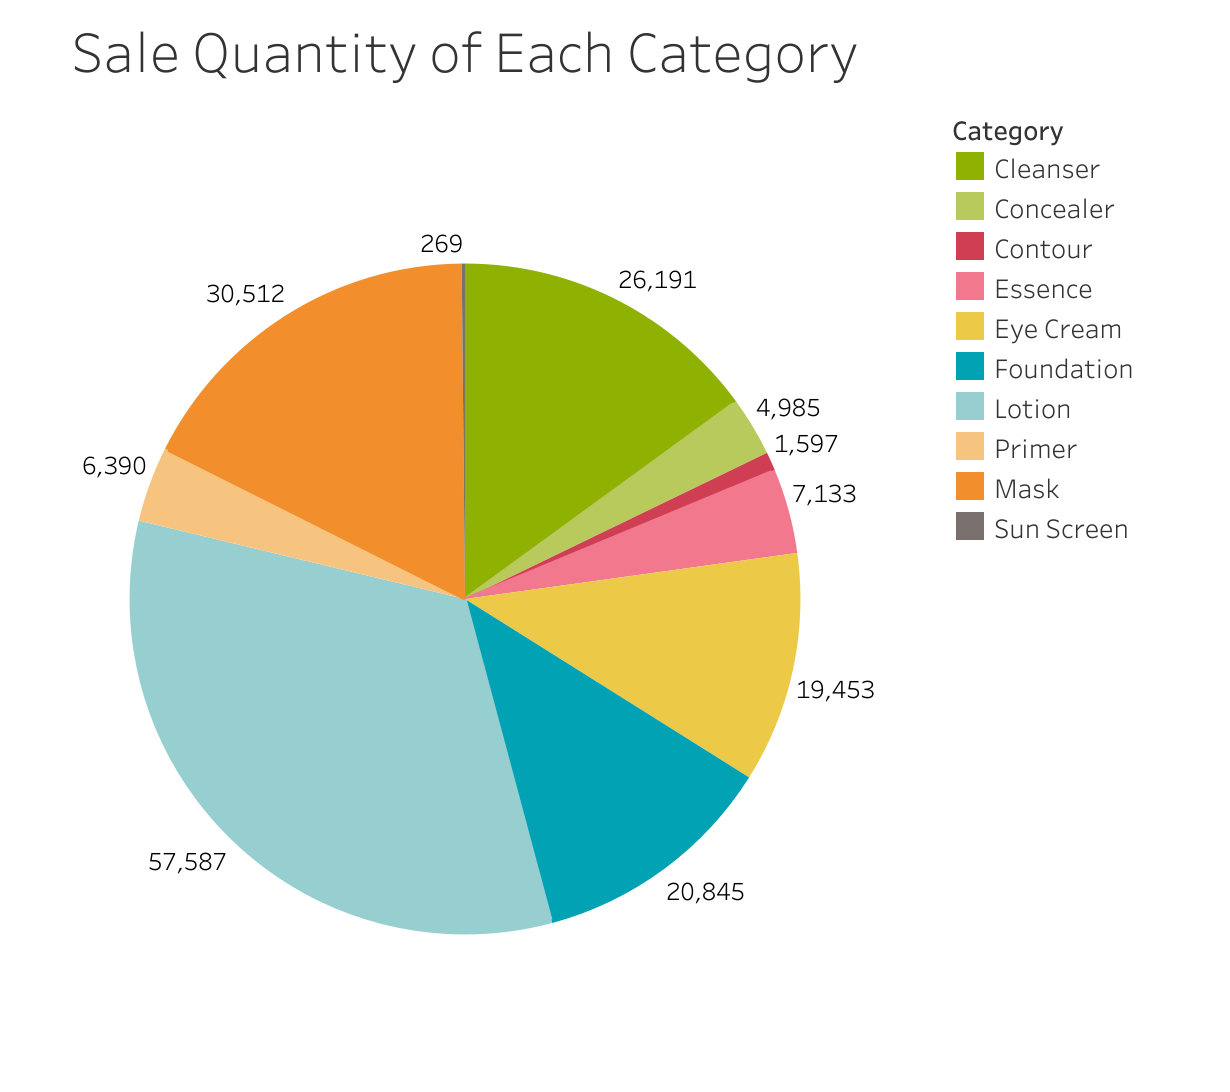 Sale Quantity of Each Category
Category
Cleanser
Concealer
Contour
Essence
Eye Cream
Foundation
Lotion
Primer
Mask
Sun Screen
269
26,191
30,512
4,985
1,597
6,390
7,133
19,453
57,587
20,845